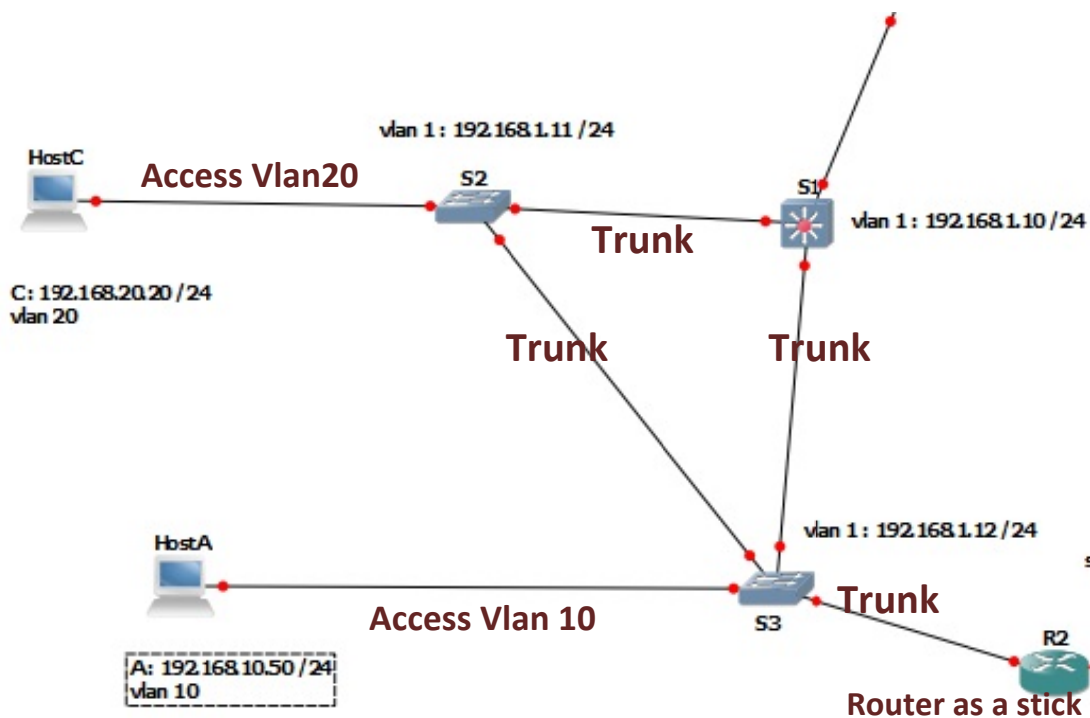 vlan 1 : 192.168.1.11 /24
HostC
Access Vlan20
S2
S1
Trunk
vlan 1 : 192.168.1.10 /24
C: 192.168.20.20 /24
vlan 20
Trunk
Trunk
vlan 1 : 192.168.1.12 /24
HostA
Access Vlan 10
S3
Trunk
R2
A: 192.168.10.50 /24
vlan 10
Router as a stick